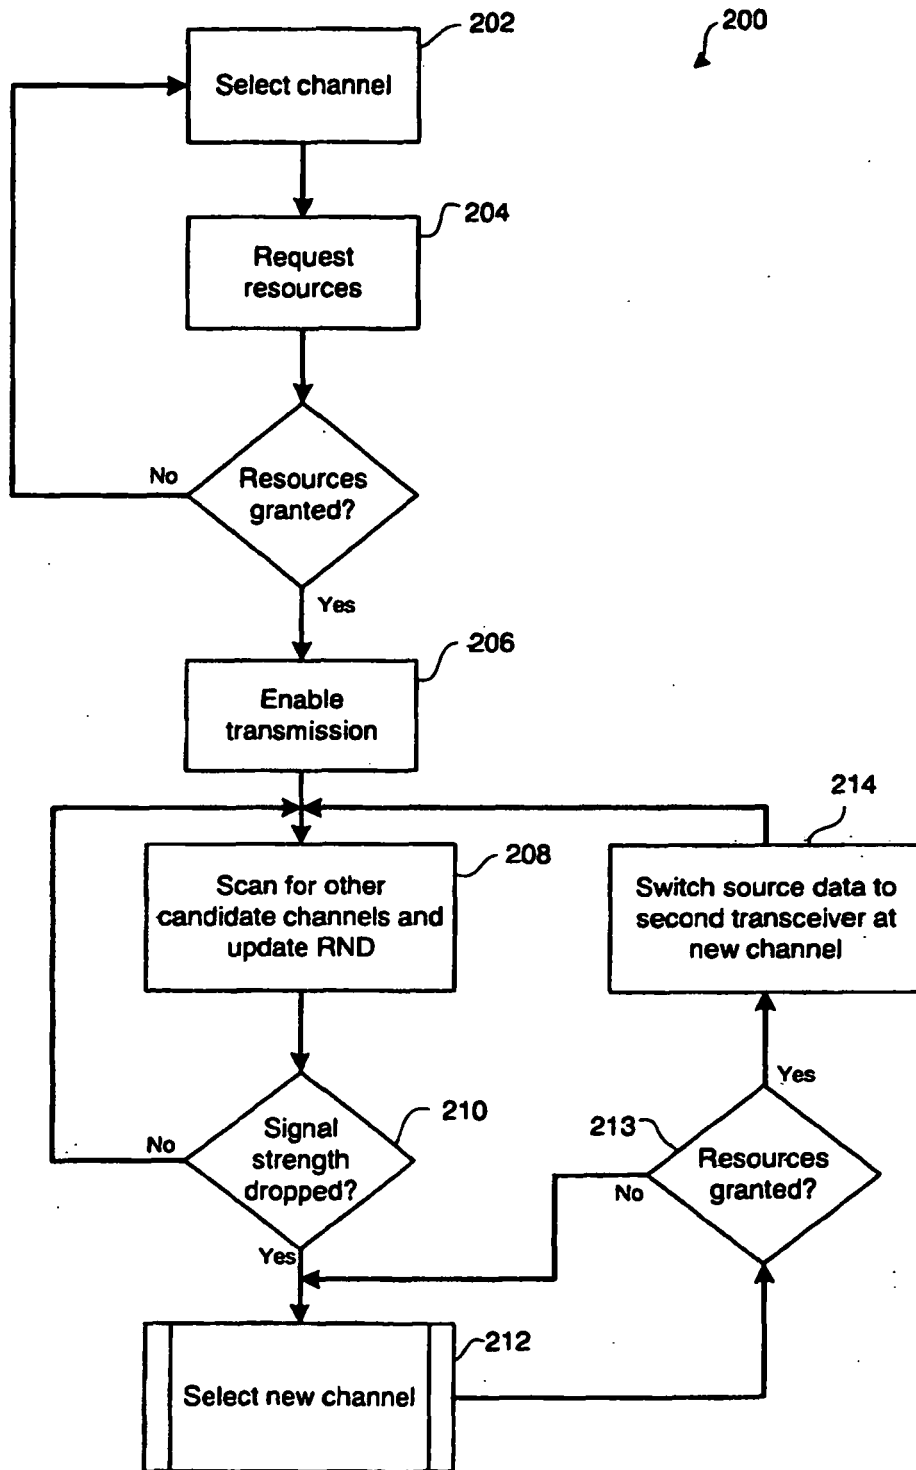 202
200
Select channel
204
Request
resources
No
Resources
granted?
Yes
206
Enable
transmission
208
Scan for other
candidate channels and
update RND
214
Switch source data to
second transceiver at
new channel
No
Signal
strength
dropped?
210
Yes
213
Resources
granted?
No
Yes
212
Select new channel